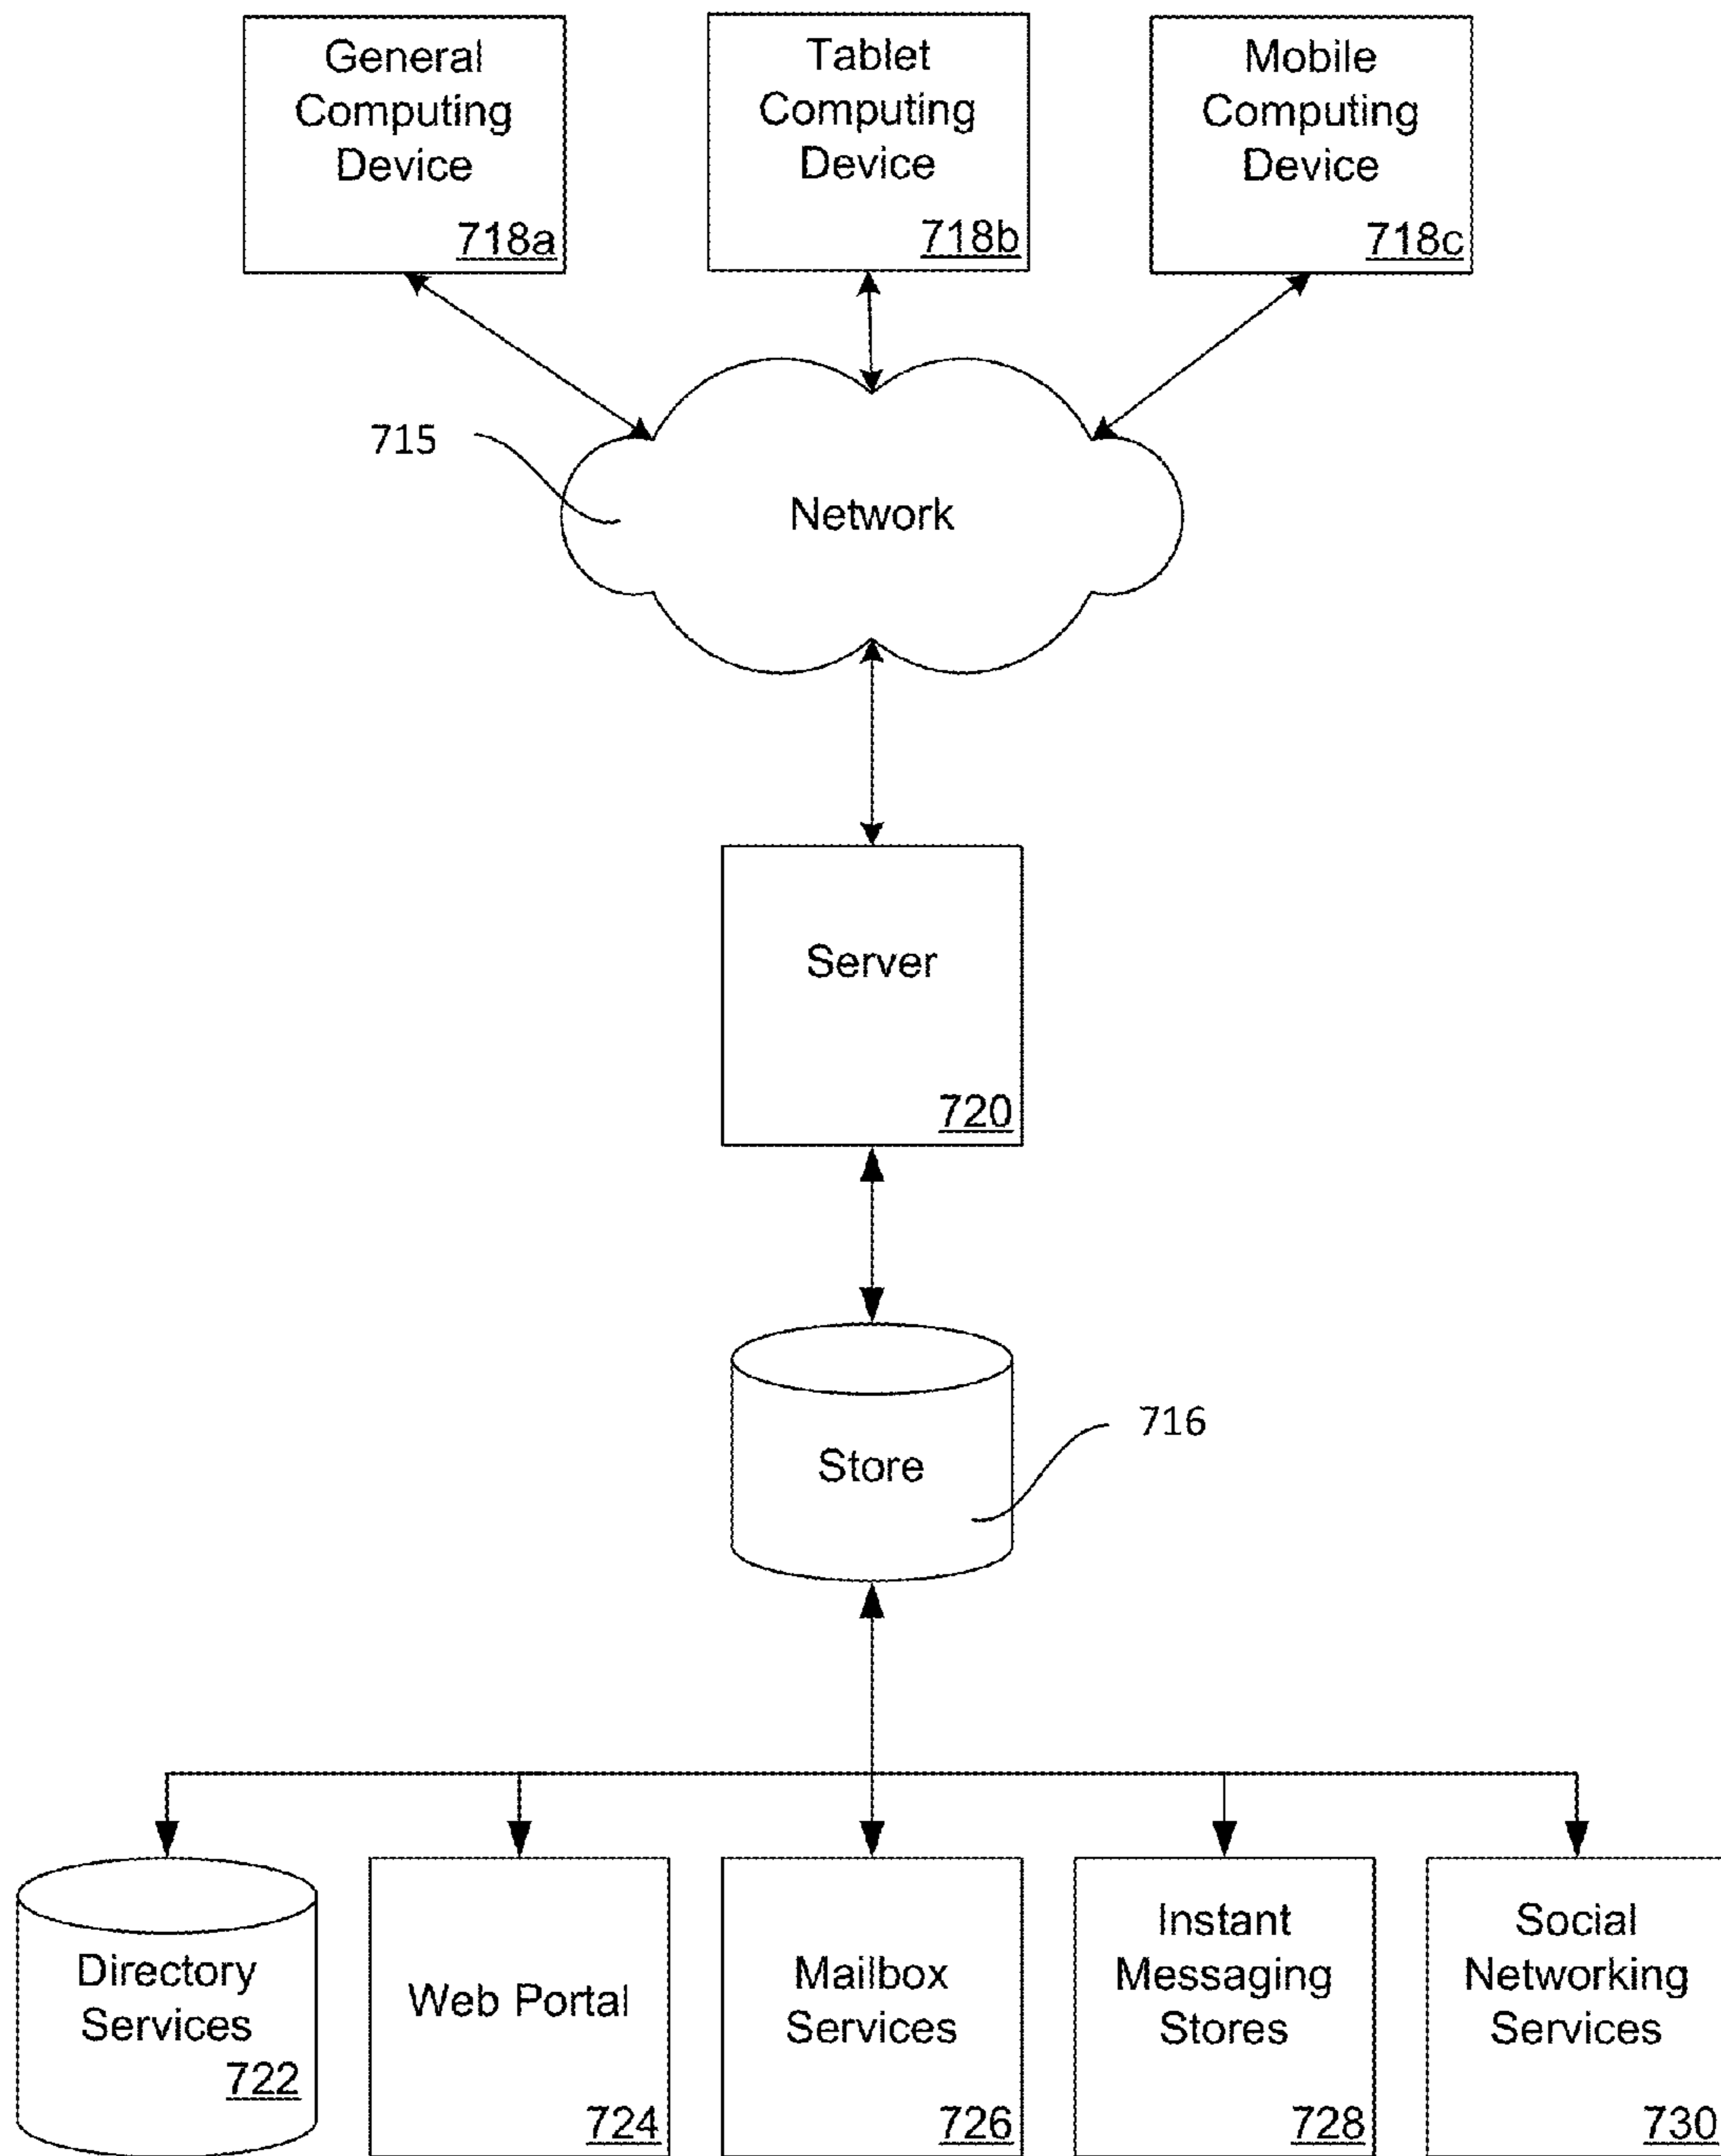 General
Computing
Device
718a
Tablet
Computing
Device
718b
Mobile
Computing
Device
718c
715
Network
Server
720
Store
716
Directory
Services
722
Web Portal
724
Mailbox
Services
726
Instant
Messaging
Stores
728
Social
Networking
Services
730